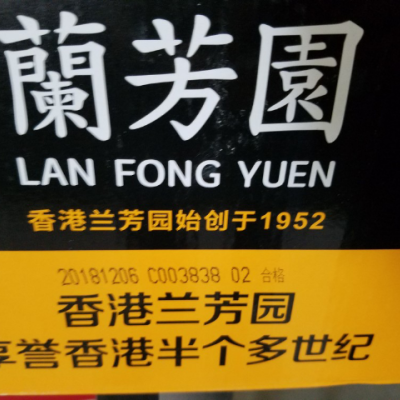 蘭芳園
LAN FONG YUEN
香港兰芳园始创于1952
20181206 C003838 02 合格
香港兰芳园
享誉香港半个多世纪